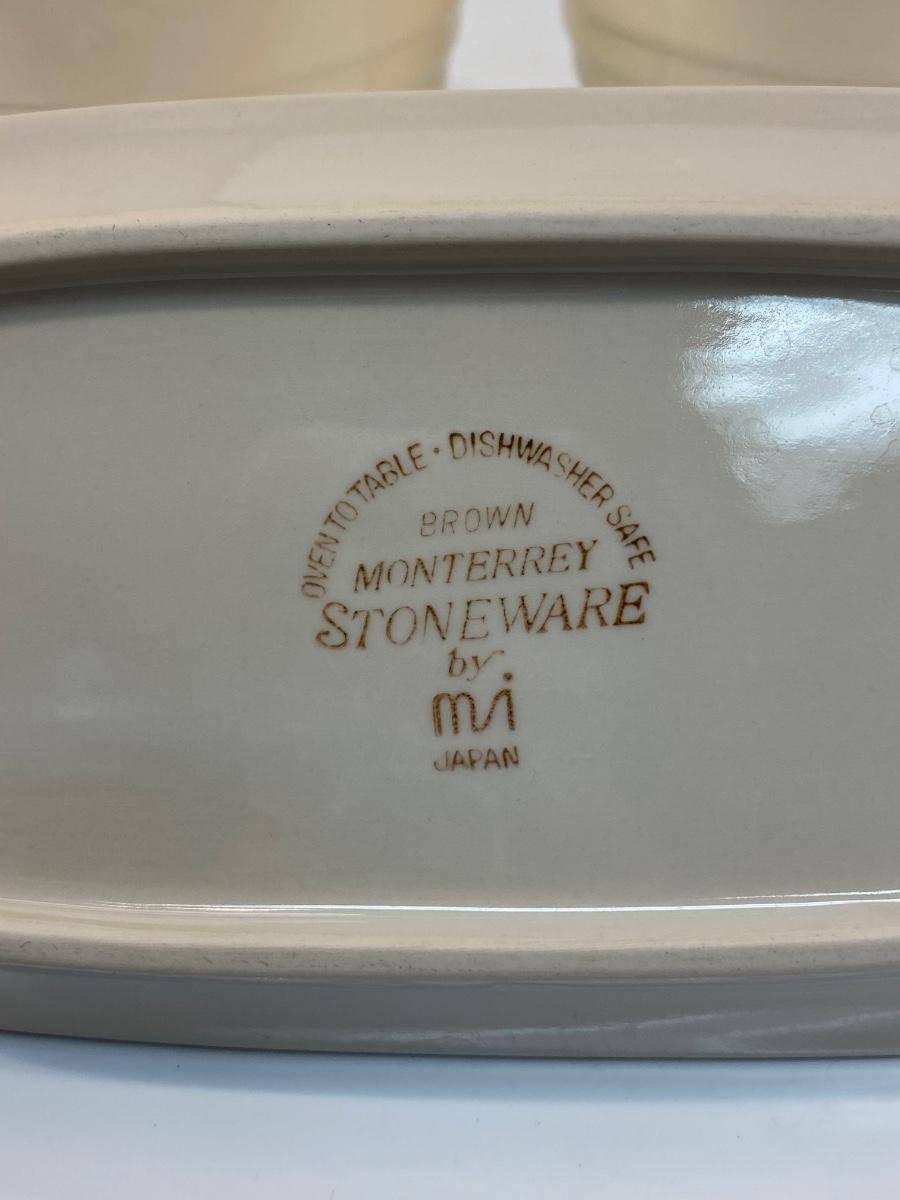 OVEN TO TABLE · DISHWASHER SAFE
BROWN
MONTERREY
STONEWARE
by
mi
JAPAN